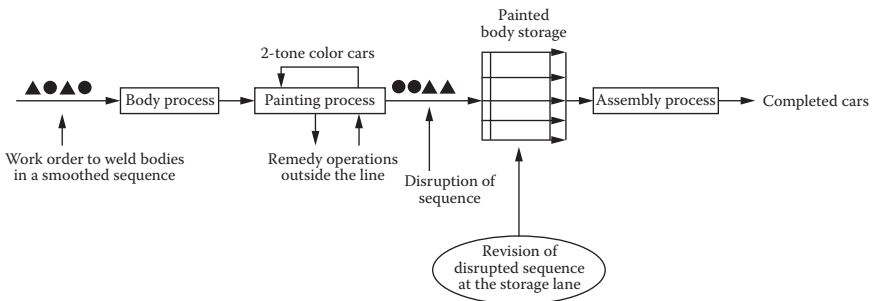 Painted
body storage
2-tone color cars
Body process
Painting process
Assembly process
Completed cars
Work order to weld bodies
in a smoothed sequence
Remedy operations
outside the line
Disruption of
sequence
Revision of
disrupted sequence
at the storage lane